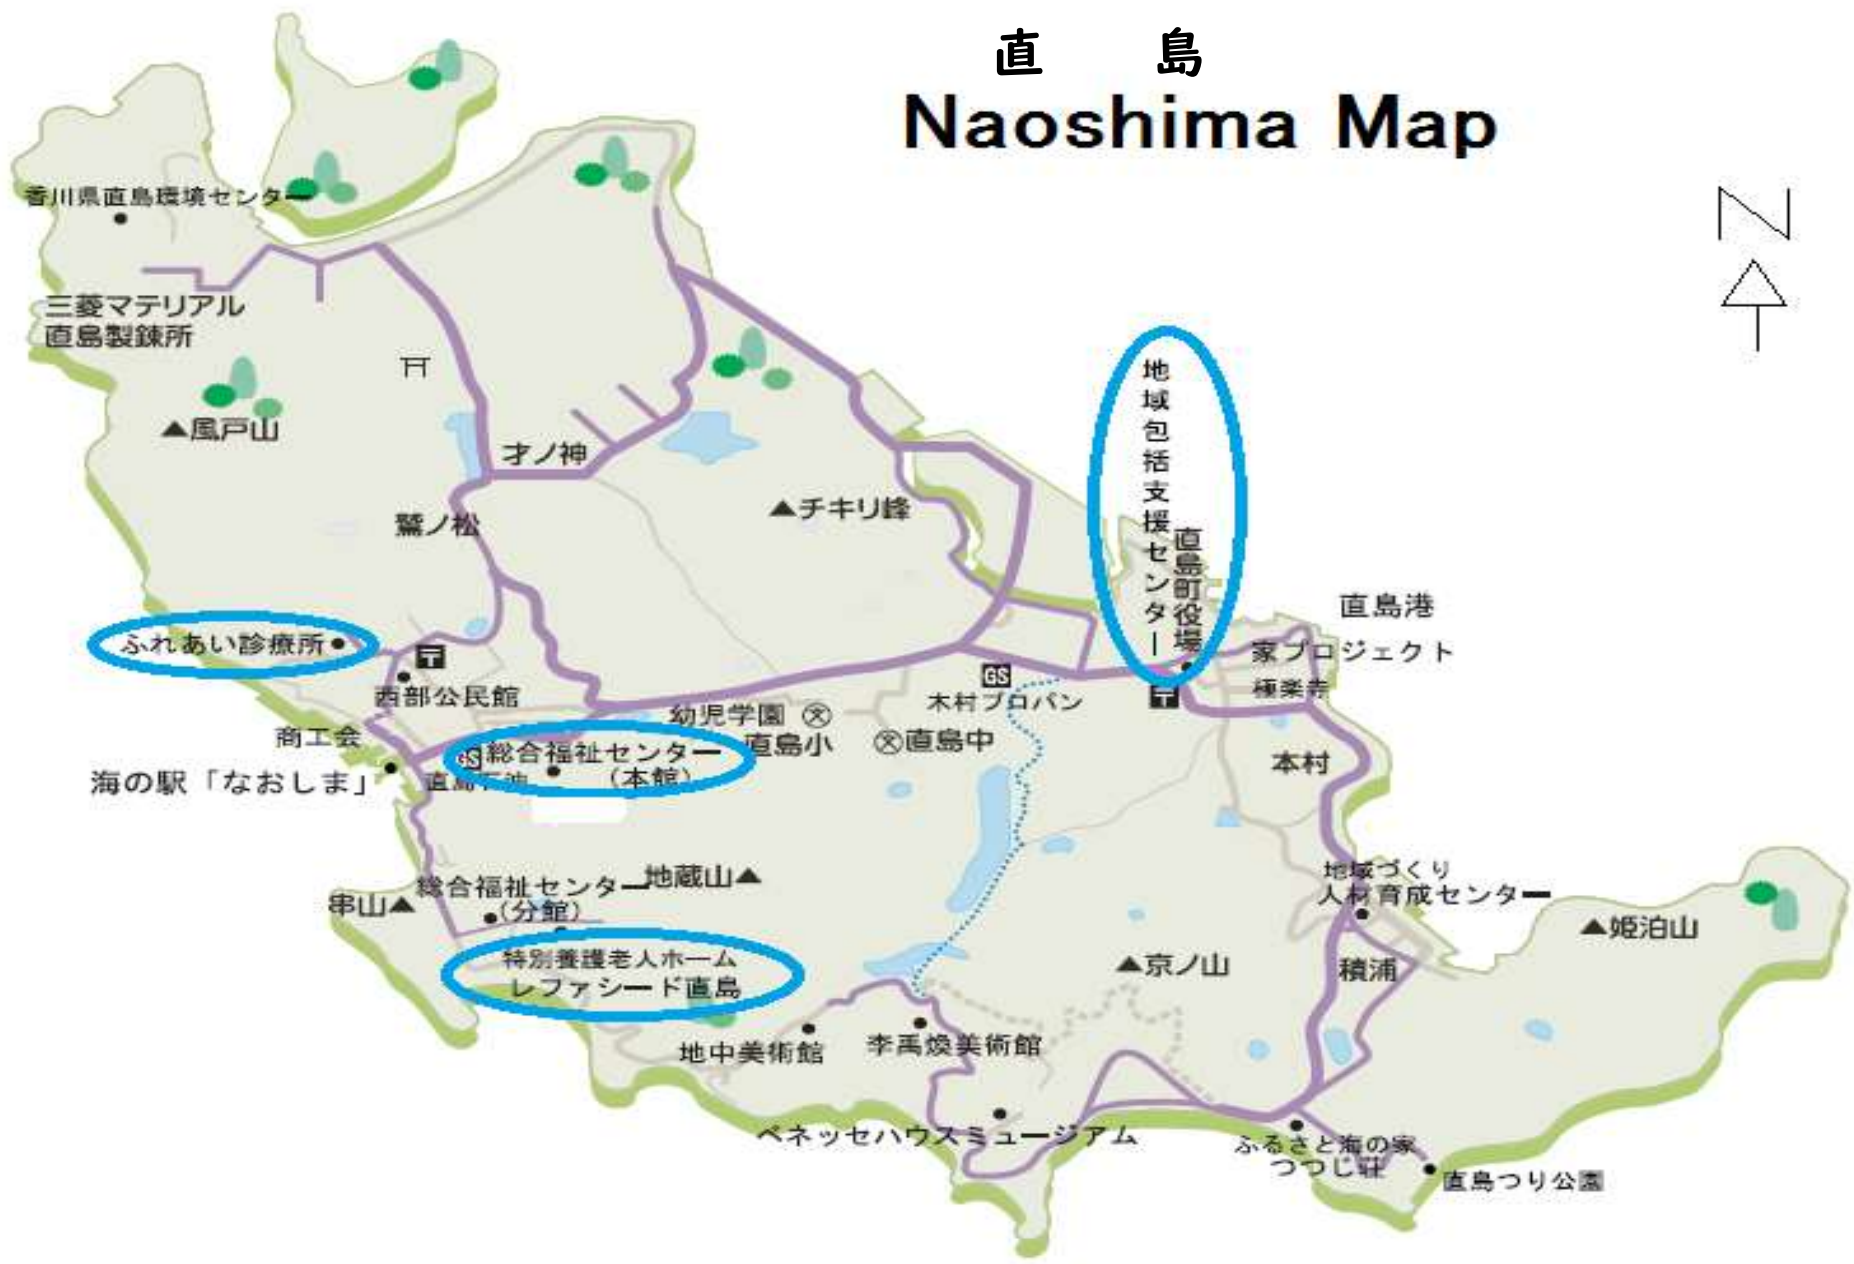 直　島
Naoshima Map
N
香川県直島環境センター
三菱マテリアル
直島製錬所
▲風戸山
才ノ神
鷲ノ松
▲チキリ峰
地域包括支援センター
直島町役場
直島港
家プロジェクト
極楽寺
ふれあい診療所
西部公民館
GS
木村プロパン
幼児学園
直島小
直島中
商工会
海の駅「なおしま」
GS
総合福祉センター
(本館)
直島石油
本村
総合福祉センター
(分館)
地蔵山▲
串山▲
特別養護老人ホーム
レファシード直島
地域づくり
人材育成センター
▲姫泊山
▲京ノ山
積浦
地中美術館
李禹煥美術館
ベネッセハウスミュージアム
ふるさと海の家
つつじ荘
直島つり公園